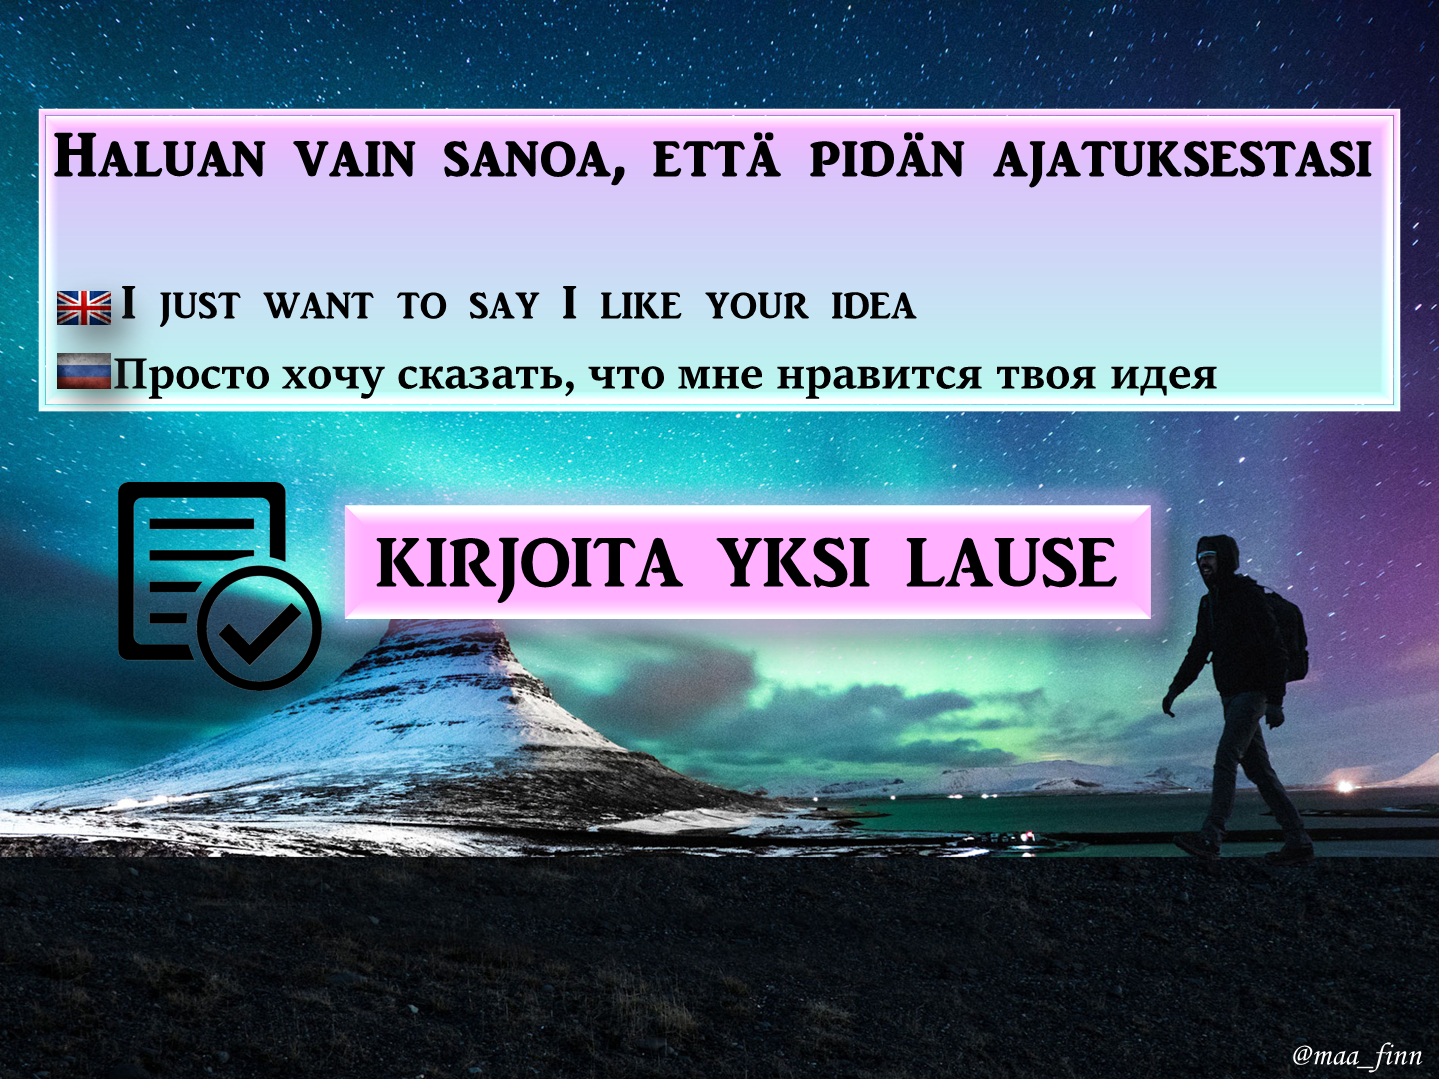 Haluan vain sanoa, että pidän ajatuksestasi
I just want to say I like your idea
Просто хочу сказать, что мне нравится твоя идея
KIRJOITA YKSI LAUSE
@maa_finn